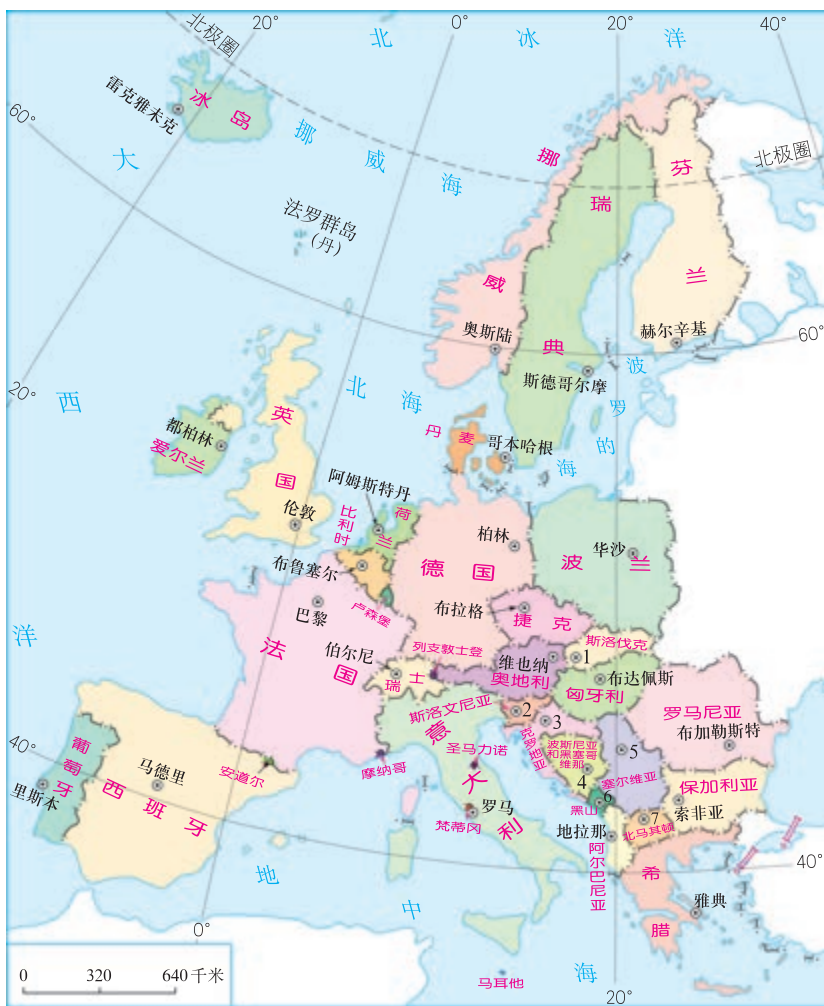 20°
北冰洋
0°
20°
40°
北极圈
雷克雅未克
冰岛
60°
大西洋
挪威海
北极圈
法罗群岛
(丹)
挪威
瑞典
芬兰
奥斯陆
赫尔辛基
60°
斯德哥尔摩
波罗的海
20°
北海
丹麦
哥本哈根
都柏林
爱尔兰
英国
伦敦
阿姆斯特丹
荷兰
比利时
布鲁塞尔
柏林
德国
华沙
波兰
卢森堡
巴黎
法国
布拉格
捷克
斯洛伐克
1
伯尔尼
瑞士
列支敦士登
维也纳
奥地利
布达佩斯
匈牙利
斯洛文尼亚
2
3
克罗地亚
罗马尼亚
布加勒斯特
意大利
圣马力诺
波斯尼亚
和黑塞哥
维那
4
5
塞尔维亚
40°
葡萄牙
里斯本
马德里
西班牙
安道尔
摩纳哥
罗马
梵蒂冈
6
黑山
7
北马其顿
保加利亚
索非亚
地拉那
阿尔巴尼亚
希腊
雅典
40°
地中海
0°
马耳他
20°
0 320 640 千米